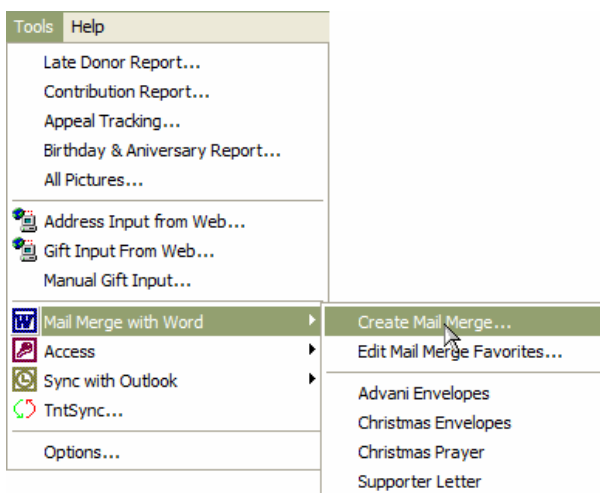 Tools Help
Late Donor Report...
Contribution Report...
Appeal Tracking...
Birthday & Aniversary Report...
All Pictures...
Address Input from Web...
Gift Input From Web...
Manual Gift Input...
Mail Merge with Word
Access
Sync with Outlook
TntSync...
Options...
Create Mail Merge...
Edit Mail Merge Favorites...
Advani Envelopes
Christmas Envelopes
Christmas Prayer
Supporter Letter